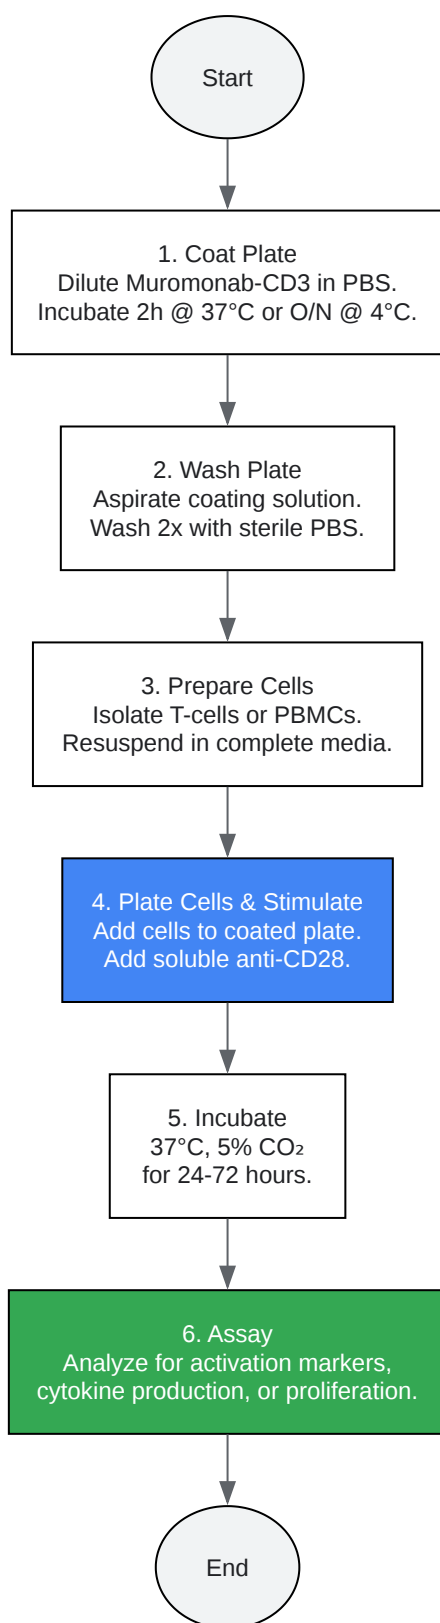 Start
1. Coat Plate
Dilute Muromonab-CD3 in PBS.
Incubate 2h @ 37°C or O/N @ 4°C.
2. Wash Plate
Aspirate coating solution.
Wash 2x with sterile PBS.
3. Prepare Cells
Isolate T-cells or PBMCs.
Resuspend in complete media.
4. Plate Cells & Stimulate
Add cells to coated plate.
Add soluble anti-CD28.
5. Incubate
37°C, 5% CO₂
for 24-72 hours.
6. Assay
Analyze for activation markers,
cytokine production, or proliferation.
End